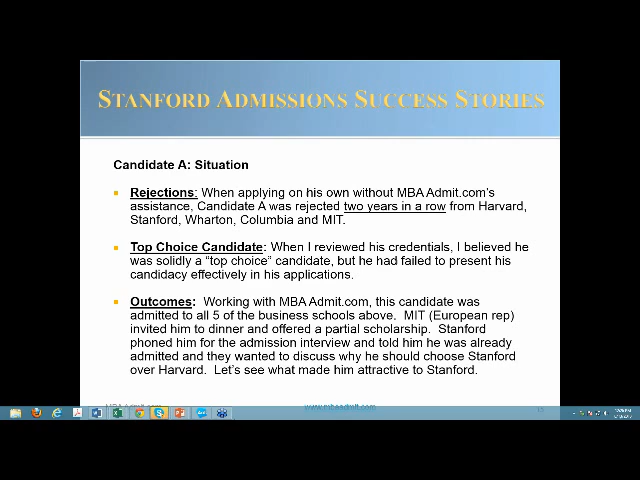 STANFORD ADMISSIONS SUCCESS STORIES
Candidate A: Situation
Rejections: When applying on his own without MBA Admit.com's
assistance, Candidate A was rejected two years in a row from Harvard,
Stanford, Wharton, Columbia and MIT.
Top Choice Candidate: When I reviewed his credentials, I believed he
was solidly a "top choice" candidate, but he had failed to present his
candidacy effectively in his applications.
Outcomes: Working with MBA Admit.com, this candidate was
admitted to all 5 of the business schools above. MIT (European rep)
invited him to dinner and offered a partial scholarship. Stanford
phoned him for the admission interview and told him he was already
admitted and they wanted to discuss why he should choose Stanford
over Harvard. Let's see what made him attractive to Stanford.
www.mbaadmit.com